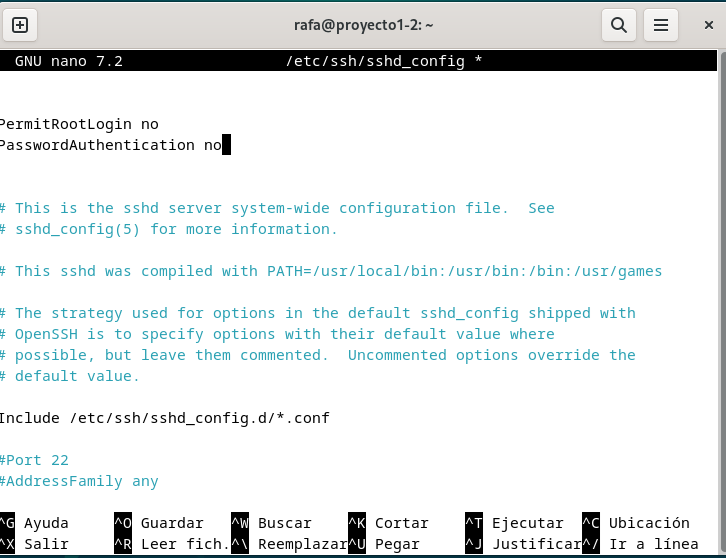 rafa@proyecto1-2: ~
GNU nano 7.2 /etc/ssh/sshd_config *
PermitRootLogin no
PasswordAuthentication no
# This is the sshd server system-wide configuration file.  See
# sshd_config(5) for more information.
# This sshd was compiled with PATH=/usr/local/bin:/usr/bin:/bin:/usr/games
# The strategy used for options in the default sshd_config shipped with
# OpenSSH is to specify options with their default value where
# possible, but leave them commented.  Uncommented options override the
# default value.
Include /etc/ssh/sshd_config.d/*.conf
#Port 22
#AddressFamily any
^G Ayuda ^O Guardar ^W Buscar ^K Cortar ^T Ejecutar ^C Ubicación
^X Salir ^R Leer fich. ^\ Reemplazar ^U Pegar ^J Justificar ^/ Ir a línea